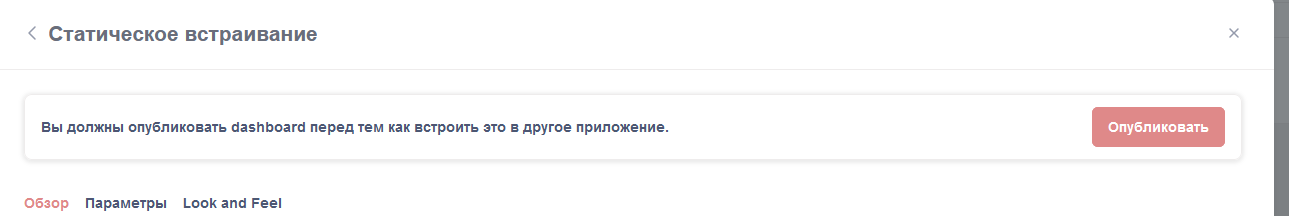 Статическое встраивание
Вы должны опубликовать dashboard перед тем как встроить это в другое приложение.
Опубликовать
Обзор Параметры Look and Feel